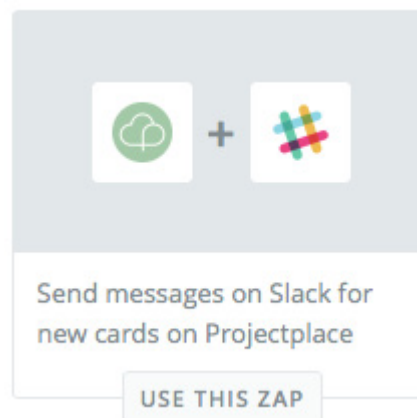 +
Send messages on Slack for
new cards on Projectplace
USE THIS ZAP